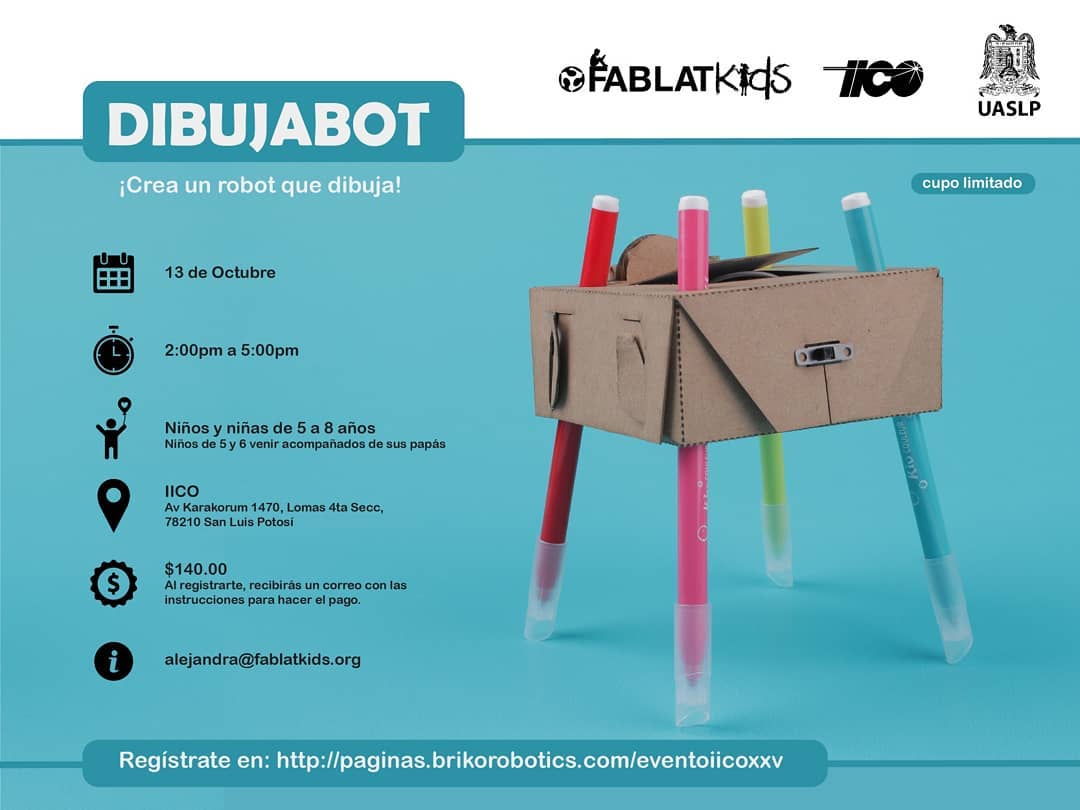 FABLATKids
IICO
UASLP
DIBUJABOT
¡Crea un robot que dibuja!
cupo limitado
13 de Octubre
2:00pm a 5:00pm
Niños y niñas de 5 a 8 años
Niños de 5 y 6 venir acompañados de sus papás
IICO
Av Karakorum 1470, Lomas 4ta Secc,
78210 San Luis Potosí
$140.00
Al registrarte, recibirás un correo con las
instrucciones para hacer el pago.
alejandra@fablatkids.org
Regístrate en: http://paginas.brikorobotics.com/eventoiicoxxv